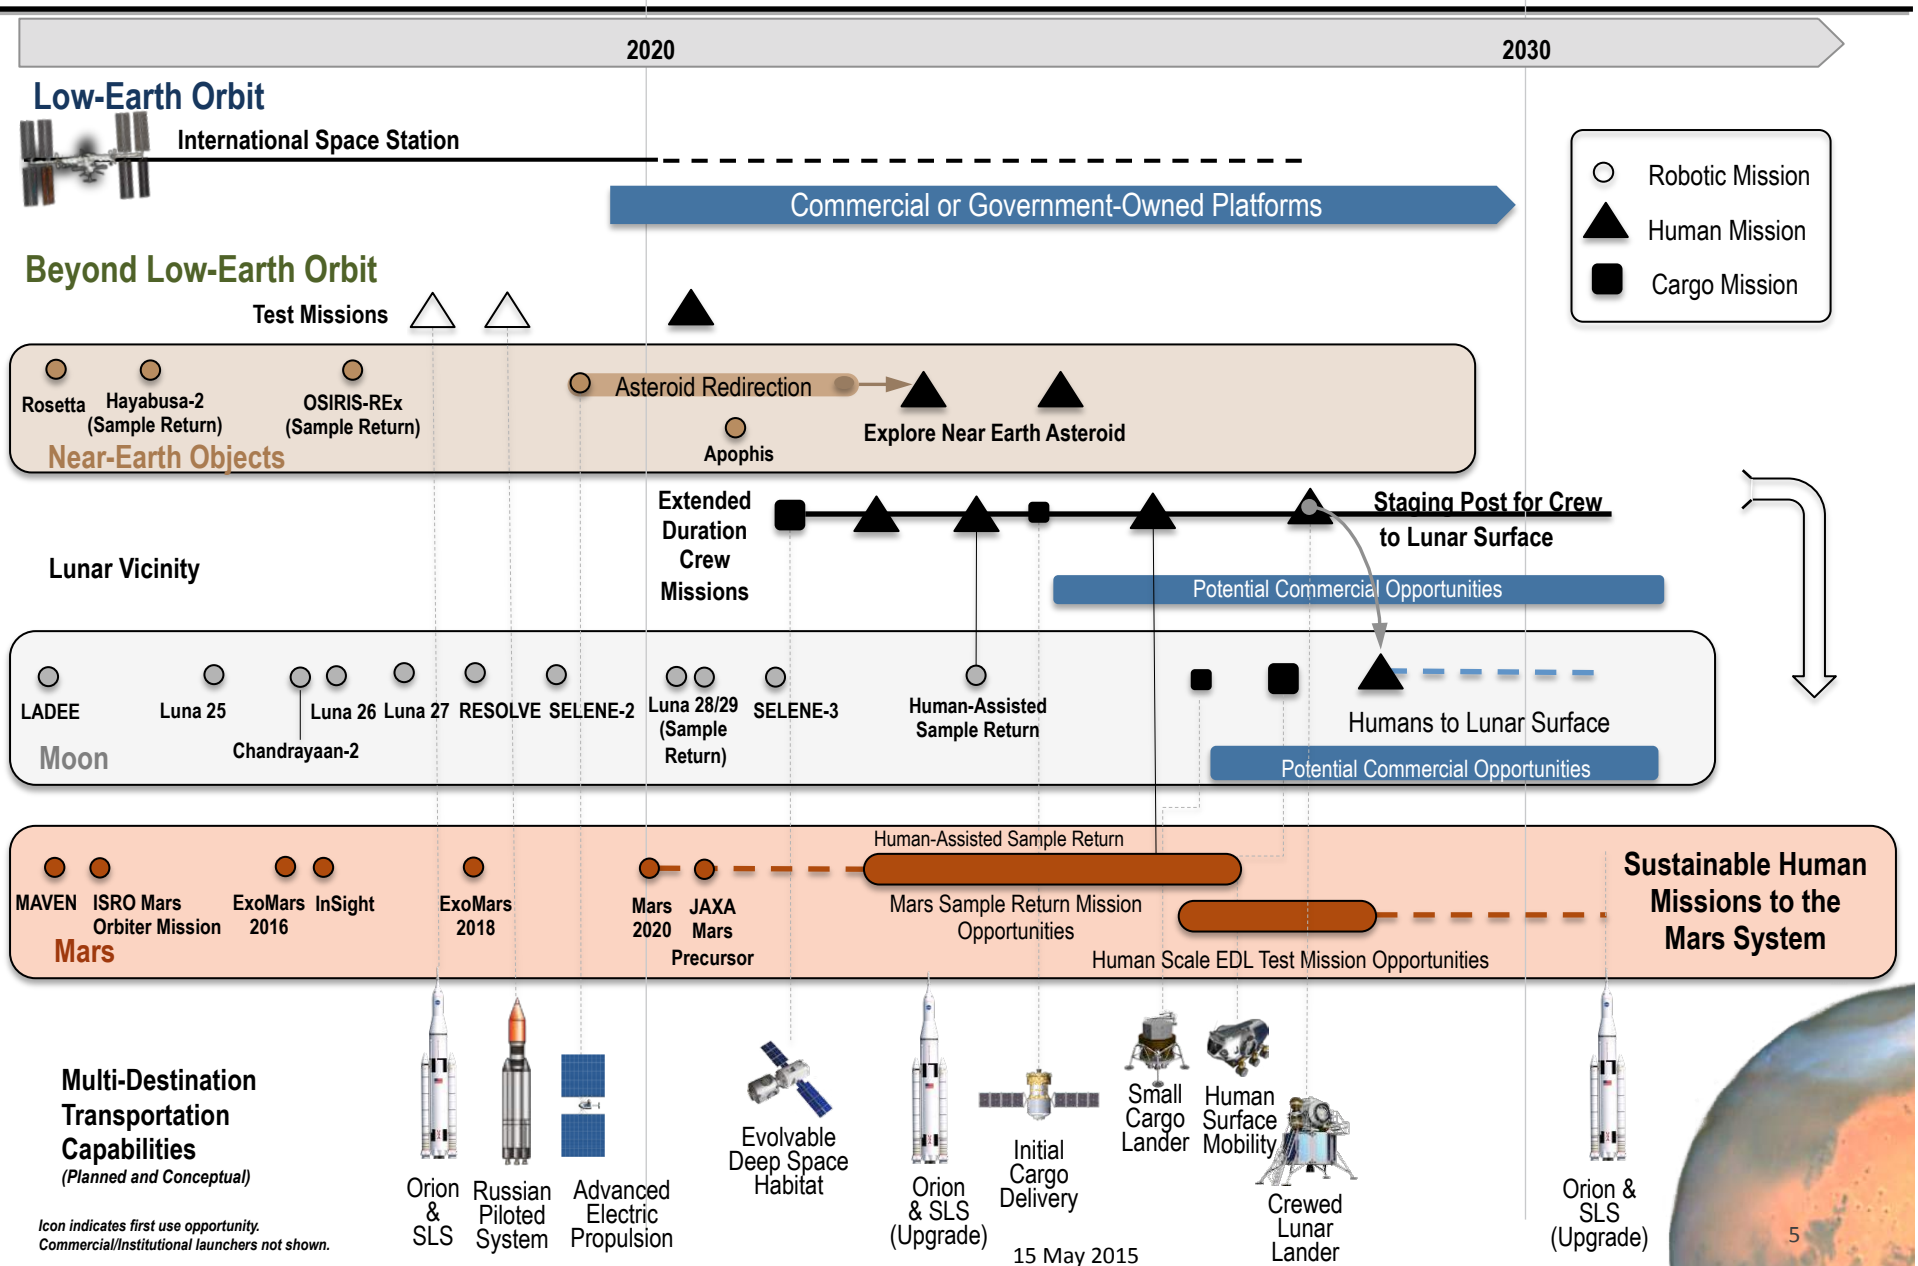 2020
2030
Low-Earth Orbit
International Space Station
Commercial or Government-Owned Platforms
Robotic Mission
Human Mission
Cargo Mission
Beyond Low-Earth Orbit
Test Missions
Rosetta
Hayabusa-2
(Sample Return)
OSIRIS-REx
(Sample Return)
Asteroid Redirection
Apophis
Explore Near Earth Asteroid
Near-Earth Objects
Extended
Duration
Crew
Missions
Staging Post for Crew
to Lunar Surface
Lunar Vicinity
Potential Commercial Opportunities
LADEE
Luna 25
Chandrayaan-2
Luna 26
Luna 27
RESOLVE
SELENE-2
Luna 28/29
(Sample
Return)
SELENE-3
Human-Assisted
Sample Return
Humans to Lunar Surface
Potential Commercial Opportunities
Moon
Human-Assisted Sample Return
MAVEN
ISRO Mars
Orbiter Mission
ExoMars
2016
InSight
ExoMars
2018
Mars
2020
JAXA
Mars
Precursor
Mars Sample Return Mission
Opportunities
Human Scale EDL Test Mission Opportunities
Sustainable Human
Missions to the
Mars System
Mars
Multi-Destination
Transportation
Capabilities
(Planned and Conceptual)
Icon indicates first use opportunity.
Commercial/Institutional launchers not shown.
Orion
&
SLS
Russian
Piloted
System
Advanced
Electric
Propulsion
Evolvable
Deep Space
Habitat
Orion
& SLS
(Upgrade)
Initial
Cargo
Delivery
Small
Cargo
Lander
Human
Surface
Mobility
Crewed
Lunar
Lander
Orion &
SLS
(Upgrade)
15 May 2015
5